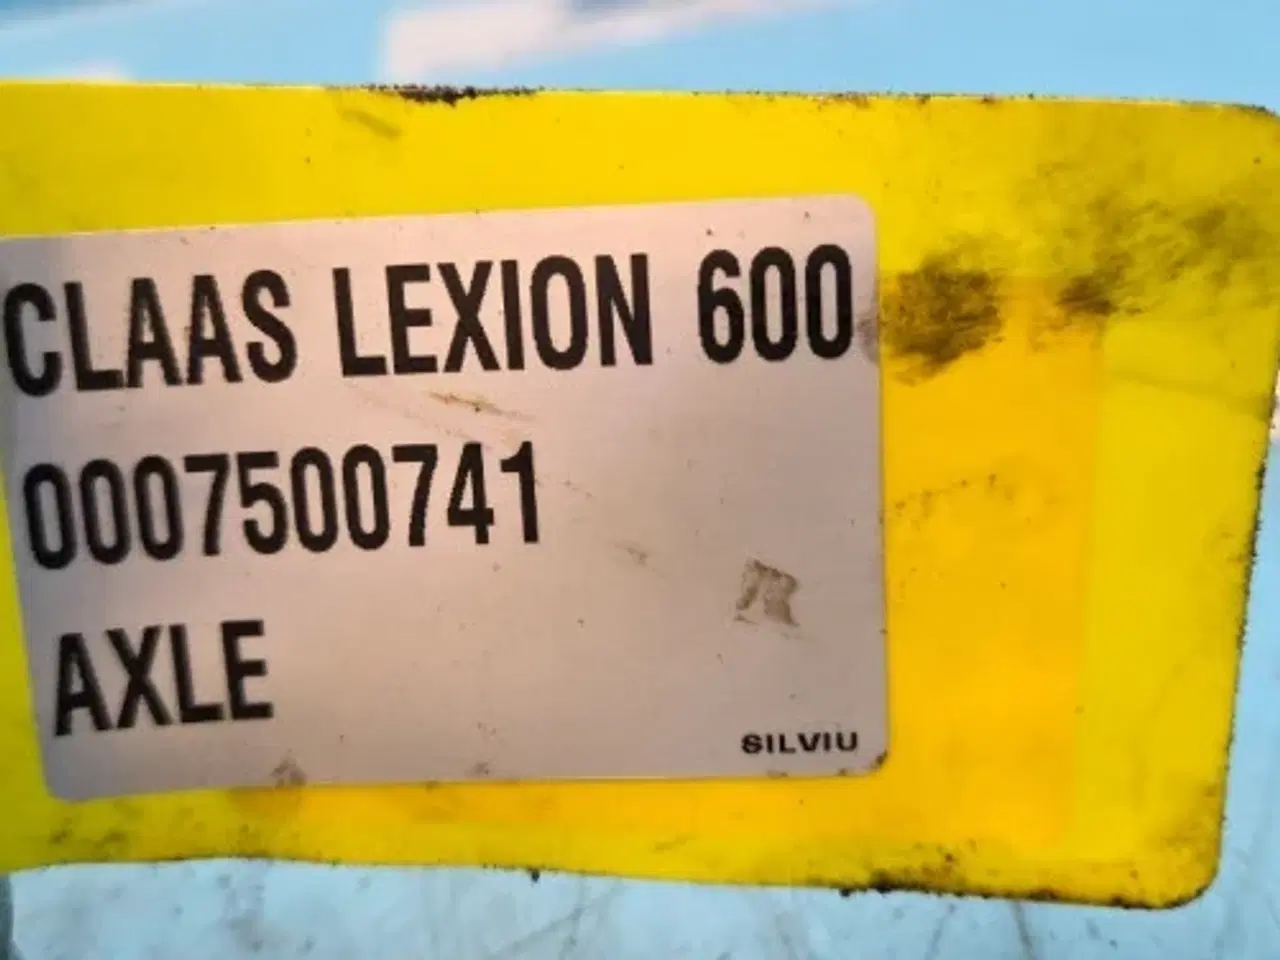 CLAAS LEXION 600
0007500741
AXLE
SILVIU